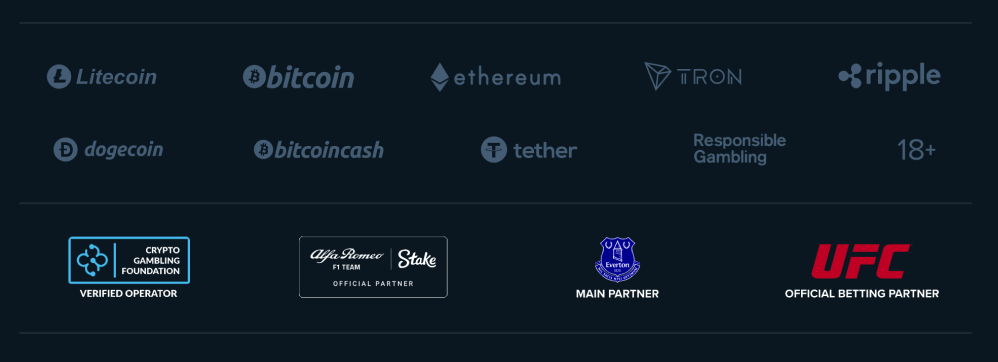 Litecoin
bitcoin
ethereum
TRON
ripple
dogecoin
bitcoincash
tether
Responsible
Gambling
18+
CRYPTO
GAMBLING
FOUNDATION
VERIFIED OPERATOR
Alfa Romeo
F1 TEAM
Stake
OFFICIAL PARTNER
Everton
MAIN PARTNER
UFC
OFFICIAL BETTING PARTNER